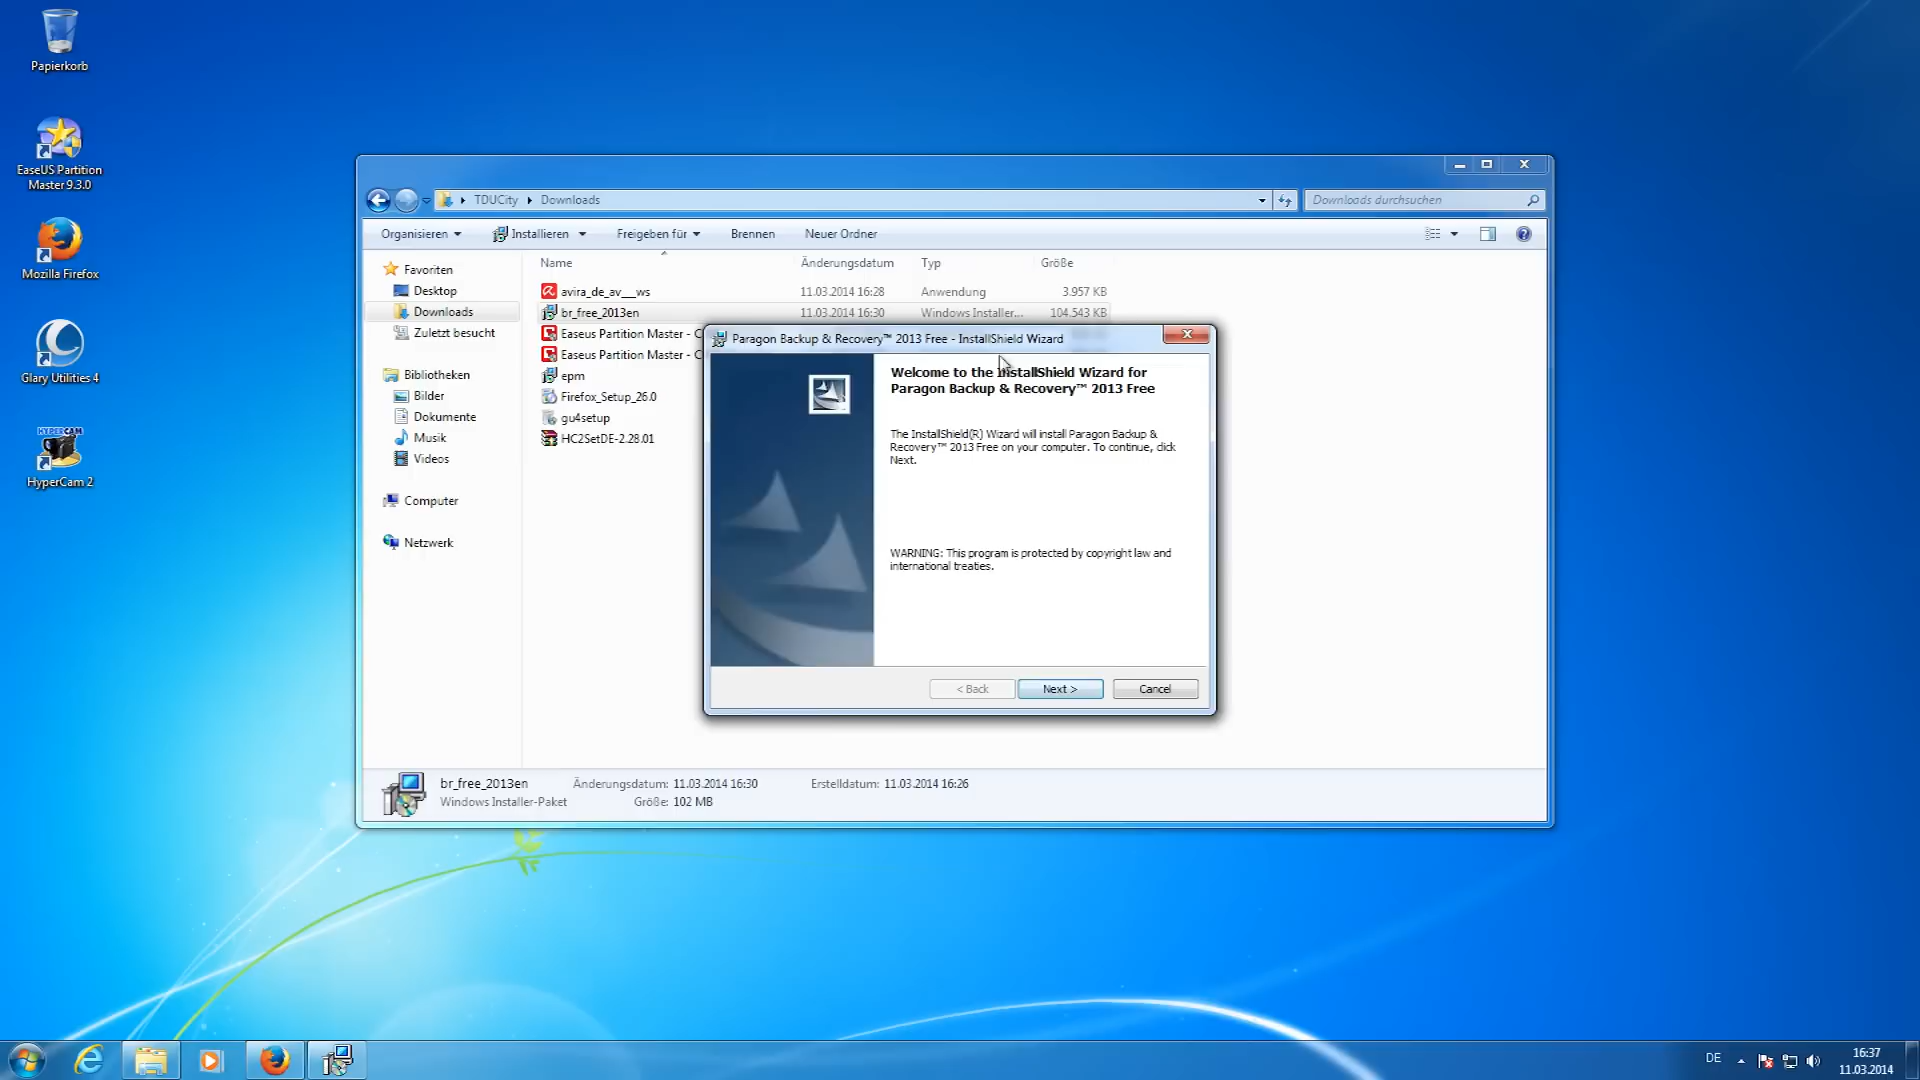 Papierkorb
EaseUS Partition
Master 9.3.0
Mozilla Firefox
Glary Utilities 4
HYPERCAM
HyperCam 2
TDUCity
Downloads
Downloads durchsuchen
Organisieren
Installieren
Freigeben für
Brennen
Neuer Ordner
Favoriten
Desktop
Downloads
Zuletzt besucht
Bibliotheken
Bilder
Dokumente
Musik
Videos
Computer
Netzwerk
Name Änderungsdatum Typ Größe
avira_de_av___ws 11.03.2014 16:28 Anwendung 3.957 KB
br_free_2013en 11.03.2014 16:30 Windows Installer... 104.543 KB
Easeus Partition Master - C
Easeus Partition Master - C
epm
Firefox_Setup_26.0
gu4setup
HC2SetDE-2.28.01
Paragon Backup & Recovery™ 2013 Free - InstallShield Wizard
Welcome to the InstallShield Wizard for
Paragon Backup & Recovery™ 2013 Free
The InstallShield(R) Wizard will install Paragon Backup &
Recovery™ 2013 Free on your computer. To continue, click
Next.
WARNING: This program is protected by copyright law and
international treaties.
< Back
Next >
Cancel
br_free_2013en Änderungsdatum: 11.03.2014 16:30 Erstelldatum: 11.03.2014 16:26
Windows Installer-Paket Größe: 102 MB
DE
16:37
11.03.2014